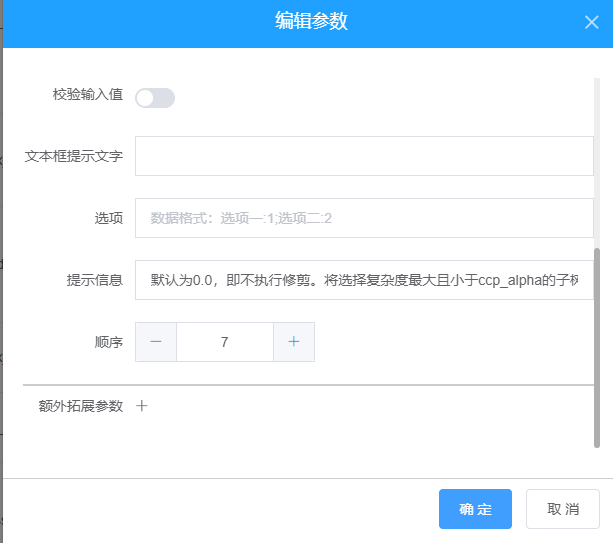 编辑参数
校验输入值
文本框提示文字
选项 数据格式：选项一:1;选项二:2
提示信息 默认为0.0，即不执行修剪。将选择复杂度最大且小于ccp_alpha的子树
顺序 7
额外拓展参数
确 定 取 消